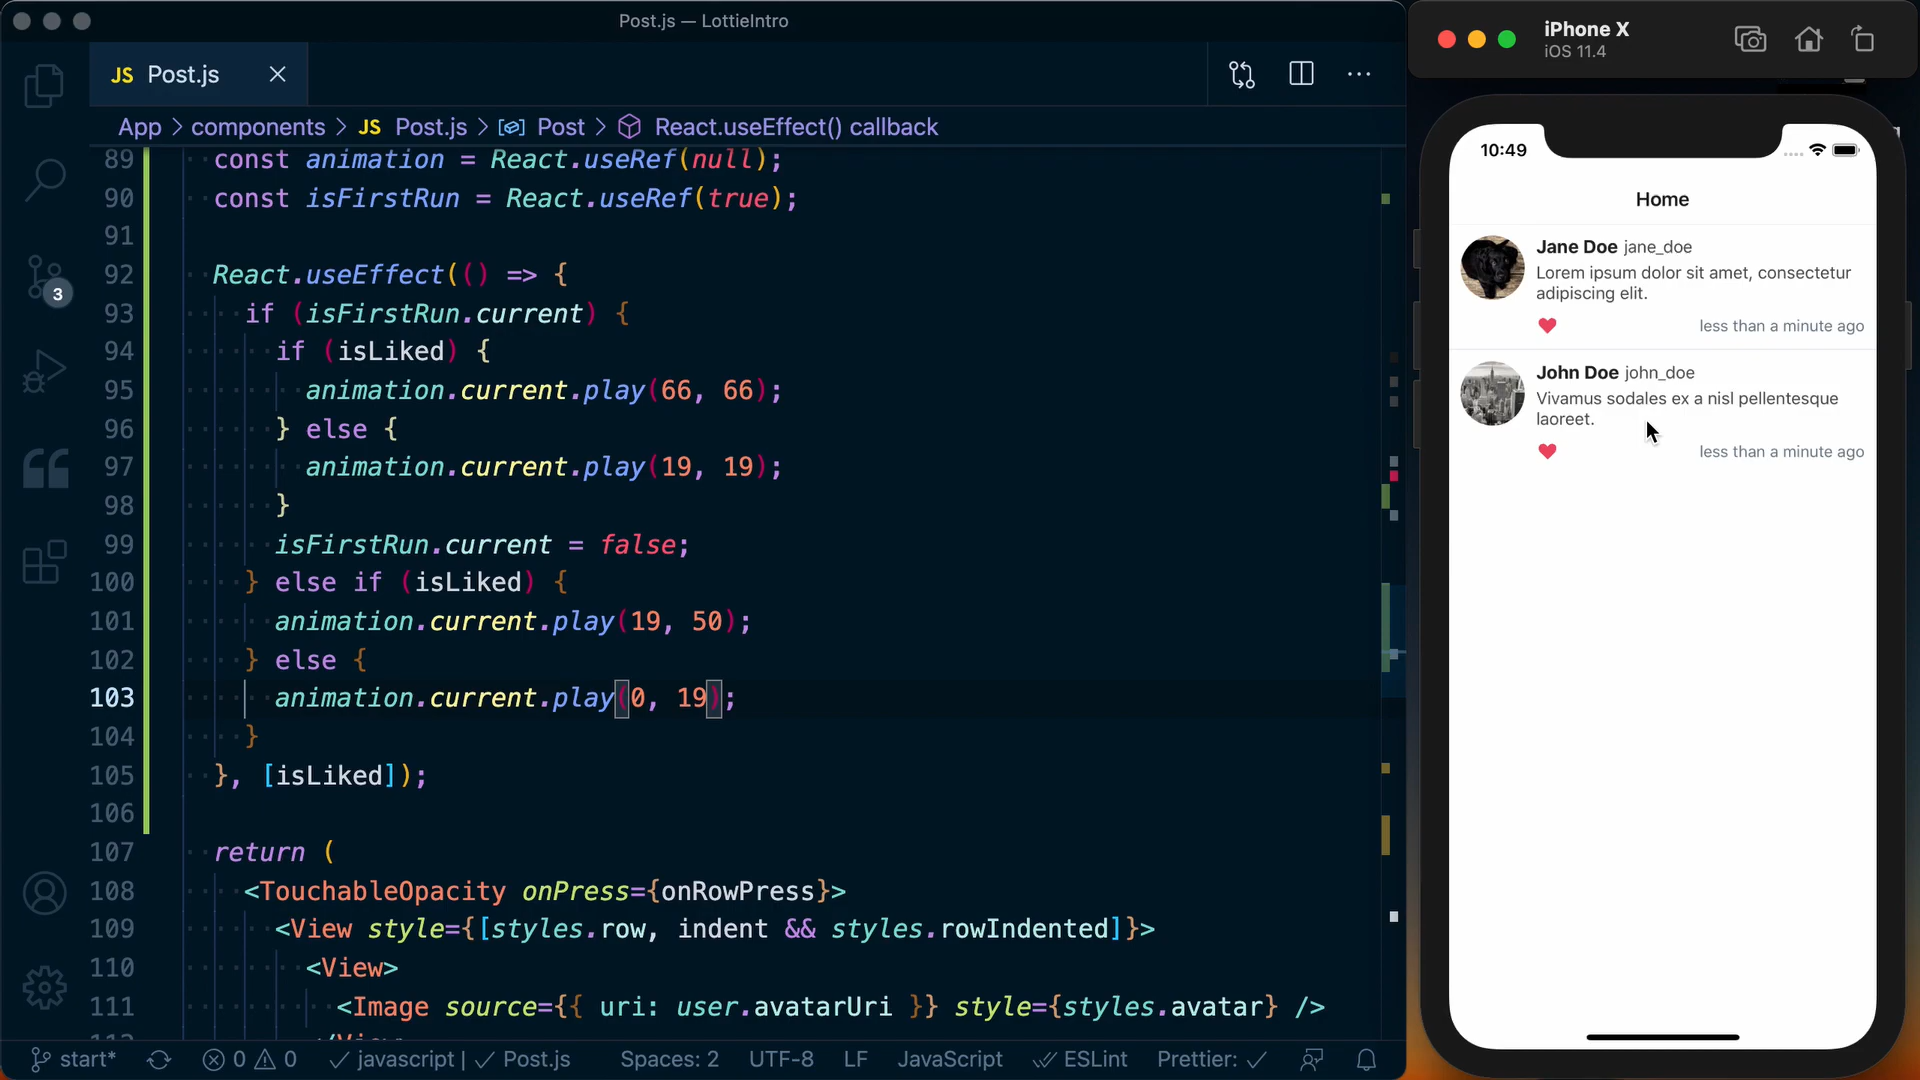 Post.js — LottieIntro
JS Post.js
App > components > JS Post.js > Post > React.useEffect() callback
89 const animation = React.useRef(null);
90 const isFirstRun = React.useRef(true);
91
92 React.useEffect(() => {
93 if (isFirstRun.current) {
94 if (isLiked) {
95 animation.current.play(66, 66);
96 } else {
97 animation.current.play(19, 19);
98 }
99 isFirstRun.current = false;
100 } else if (isLiked) {
101 animation.current.play(19, 50);
102 } else {
103 animation.current.play(0, 19);
104 }
105 }, [isLiked]);
106
107 return (
108 <TouchableOpacity onPress={onRowPress}>
109 <View style={[styles.row, indent && styles.rowIndented]}>
110 <View>
111 <Image source={{ uri: user.avatarUri }} style={styles.avatar} />
3
start* 0 0 javascript | Post.js Spaces: 2 UTF-8 LF JavaScript ESLint Prettier:
iPhone X
iOS 11.4
10:49
Home
Jane Doe jane_doe
Lorem ipsum dolor sit amet, consectetur
adipiscing elit.
less than a minute ago
John Doe john_doe
Vivamus sodales ex a nisl pellentesque
laoreet.
less than a minute ago